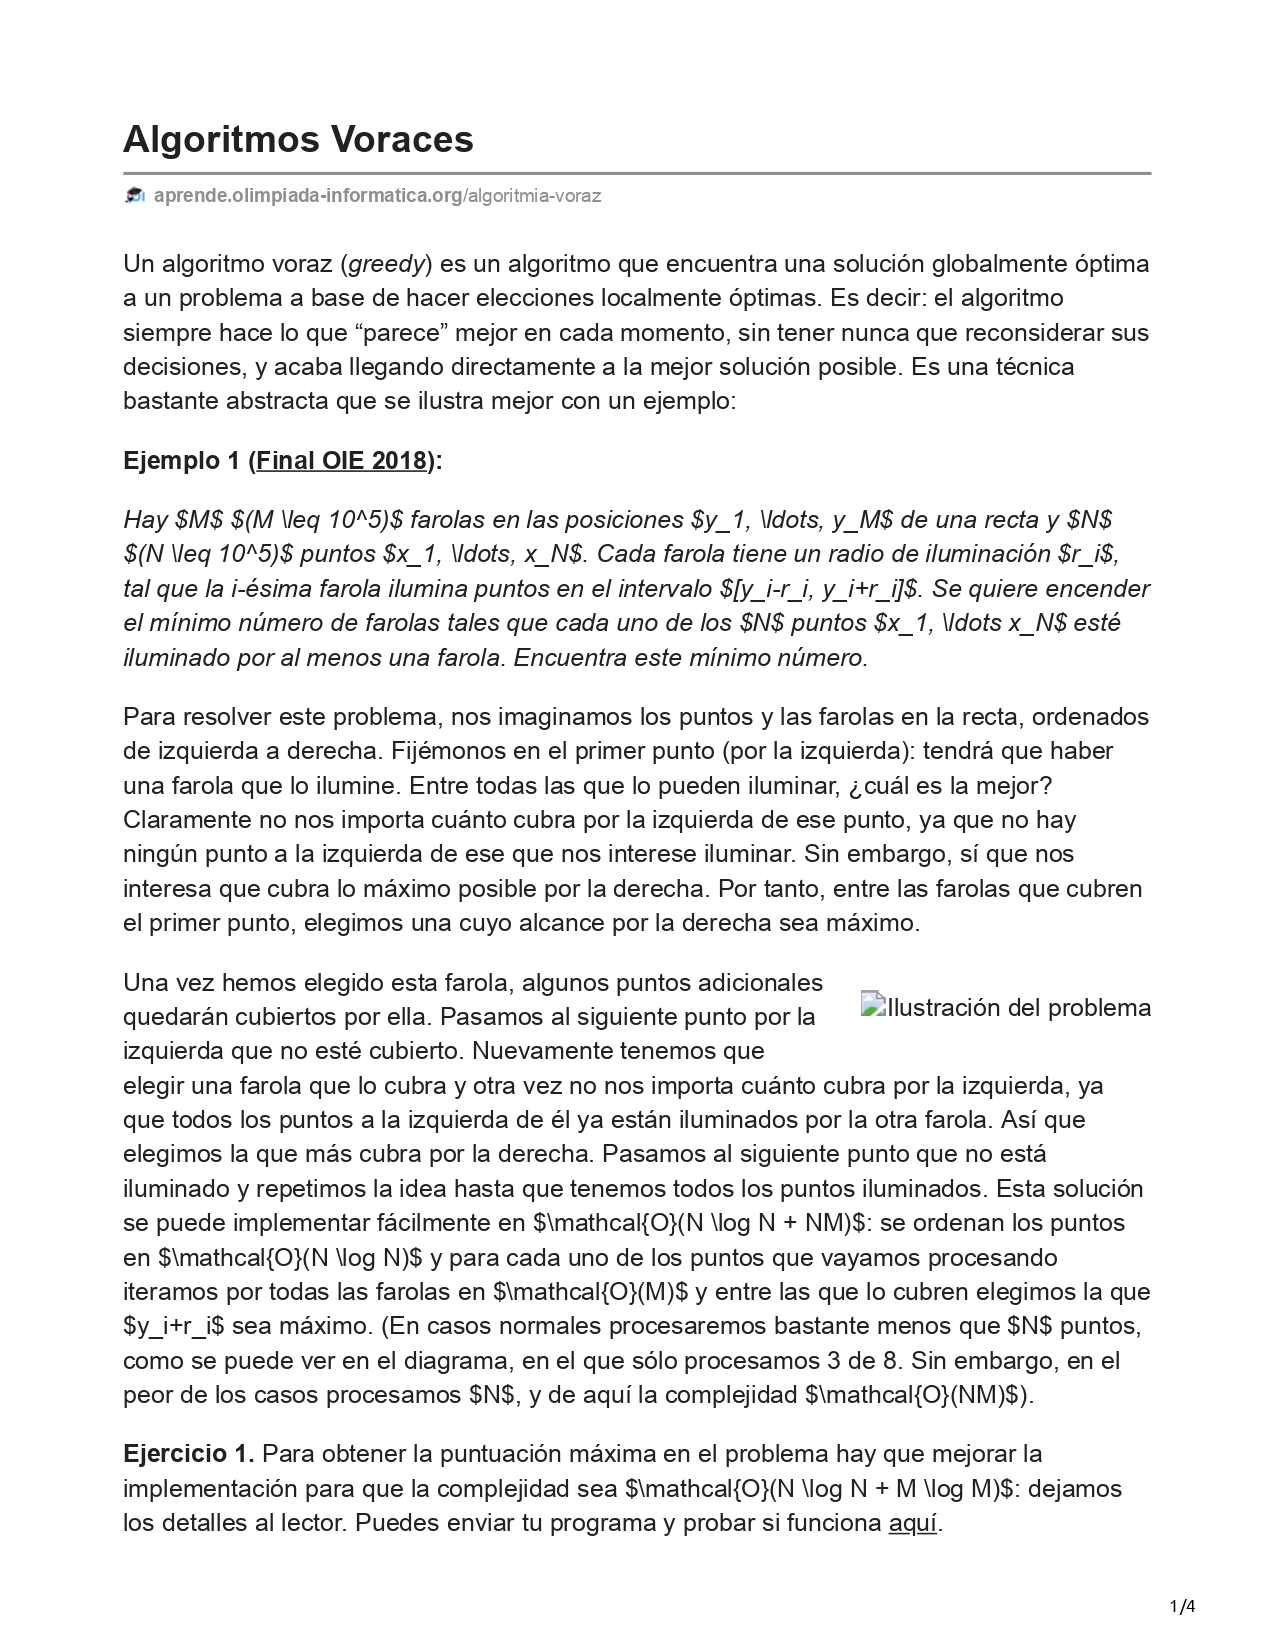 Algoritmos Voraces
aprende.olimpiada-informatica.org/algoritmia-voraz
Un algoritmo voraz (greedy) es un algoritmo que encuentra una solución globalmente óptima
a un problema a base de hacer elecciones localmente óptimas. Es decir: el algoritmo
siempre hace lo que “parece” mejor en cada momento, sin tener nunca que reconsiderar sus
decisiones, y acaba llegando directamente a la mejor solución posible. Es una técnica
bastante abstracta que se ilustra mejor con un ejemplo:
Ejemplo 1 (Final OIE 2018):
Hay $M$ $(M \leq 10^5)$ farolas en las posiciones $y_1, \ldots, y_M$ de una recta y $N$
$(N \leq 10^5)$ puntos $x_1, \ldots, x_N$. Cada farola tiene un radio de iluminación $r_i$,
tal que la i-ésima farola ilumina puntos en el intervalo $[y_i-r_i, y_i+r_i]$. Se quiere encender
el mínimo número de farolas tales que cada uno de los $N$ puntos $x_1, \ldots x_N$ esté
iluminado por al menos una farola. Encuentra este mínimo número.
Para resolver este problema, nos imaginamos los puntos y las farolas en la recta, ordenados
de izquierda a derecha. Fijémonos en el primer punto (por la izquierda): tendrá que haber
una farola que lo ilumine. Entre todas las que lo pueden iluminar, ¿cuál es la mejor?
Claramente no nos importa cuánto cubra por la izquierda de ese punto, ya que no hay
ningún punto a la izquierda de ese que nos interese iluminar. Sin embargo, sí que nos
interesa que cubra lo máximo posible por la derecha. Por tanto, entre las farolas que cubren
el primer punto, elegimos una cuyo alcance por la derecha sea máximo.
Una vez hemos elegido esta farola, algunos puntos adicionales
quedarán cubiertos por ella. Pasamos al siguiente punto por la
Ilustración del problema
izquierda que no esté cubierto. Nuevamente tenemos que
elegir una farola que lo cubra y otra vez no nos importa cuánto cubra por la izquierda, ya
que todos los puntos a la izquierda de él ya están iluminados por la otra farola. Así que
elegimos la que más cubra por la derecha. Pasamos al siguiente punto que no está
iluminado y repetimos la idea hasta que tenemos todos los puntos iluminados. Esta solución
se puede implementar fácilmente en $\mathcal{O}(N \log N + NM)$: se ordenan los puntos
en $\mathcal{O}(N \log N)$ y para cada uno de los puntos que vayamos procesando
iteramos por todas las farolas en $\mathcal{O}(M)$ y entre las que lo cubren elegimos la que
$y_i+r_i$ sea máximo. (En casos normales procesaremos bastante menos que $N$ puntos,
como se puede ver en el diagrama, en el que sólo procesamos 3 de 8. Sin embargo, en el
peor de los casos procesamos $N$, y de aquí la complejidad $\mathcal{O}(NM)$).
Ejercicio 1. Para obtener la puntuación máxima en el problema hay que mejorar la
implementación para que la complejidad sea $\mathcal{O}(N \log N + M \log M)$: dejamos
los detalles al lector. Puedes enviar tu programa y probar si funciona aquí.
1/4